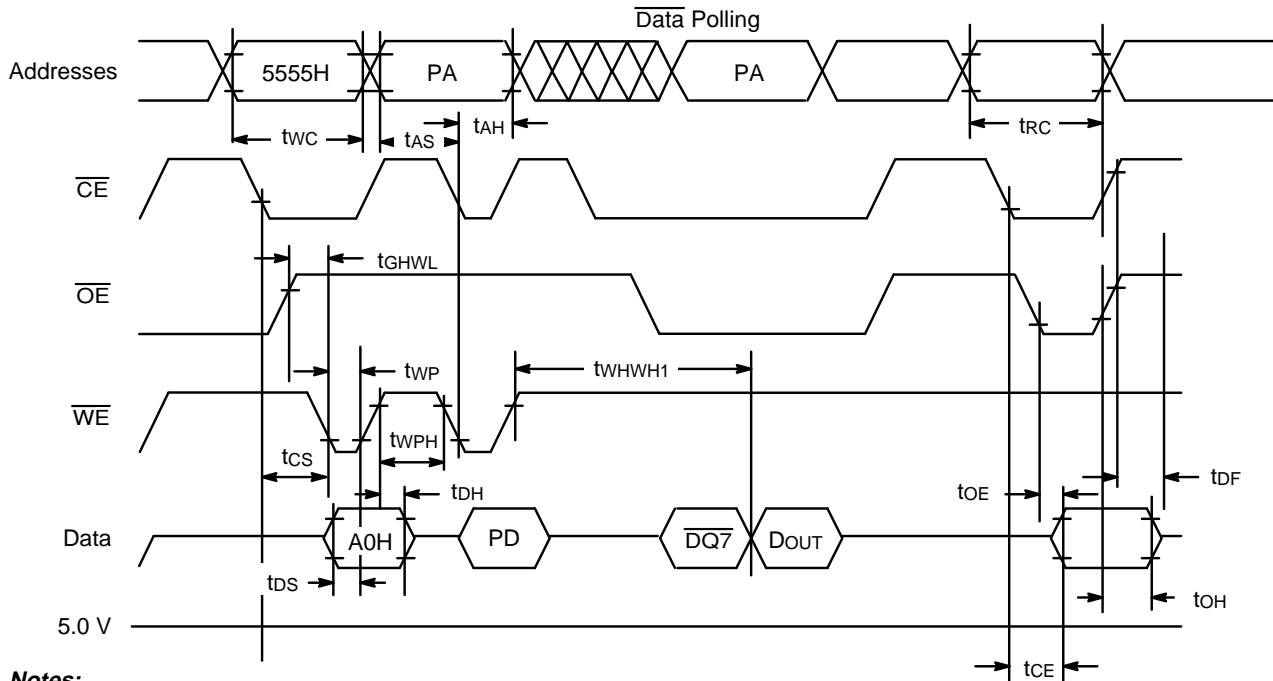 Data Polling
Addresses
5555H
PA
PA
tWC
tAS
tAH
tRC
CE
tGHWL
OE
tWP
tWHWH1
WE
tWPH
tCS
tDH
tOE
tDF
Data
A0H
PD
DQ7
DOUT
tDS
tOH
5.0 V
tCE
Notes: